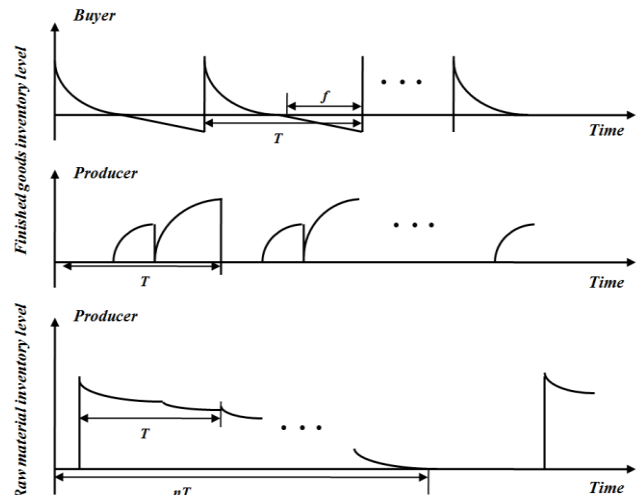 Buyer
f
T
Time
Finished goods inventory level
Producer
T
Time
Producer
T
nT
Time
Raw material inventory level